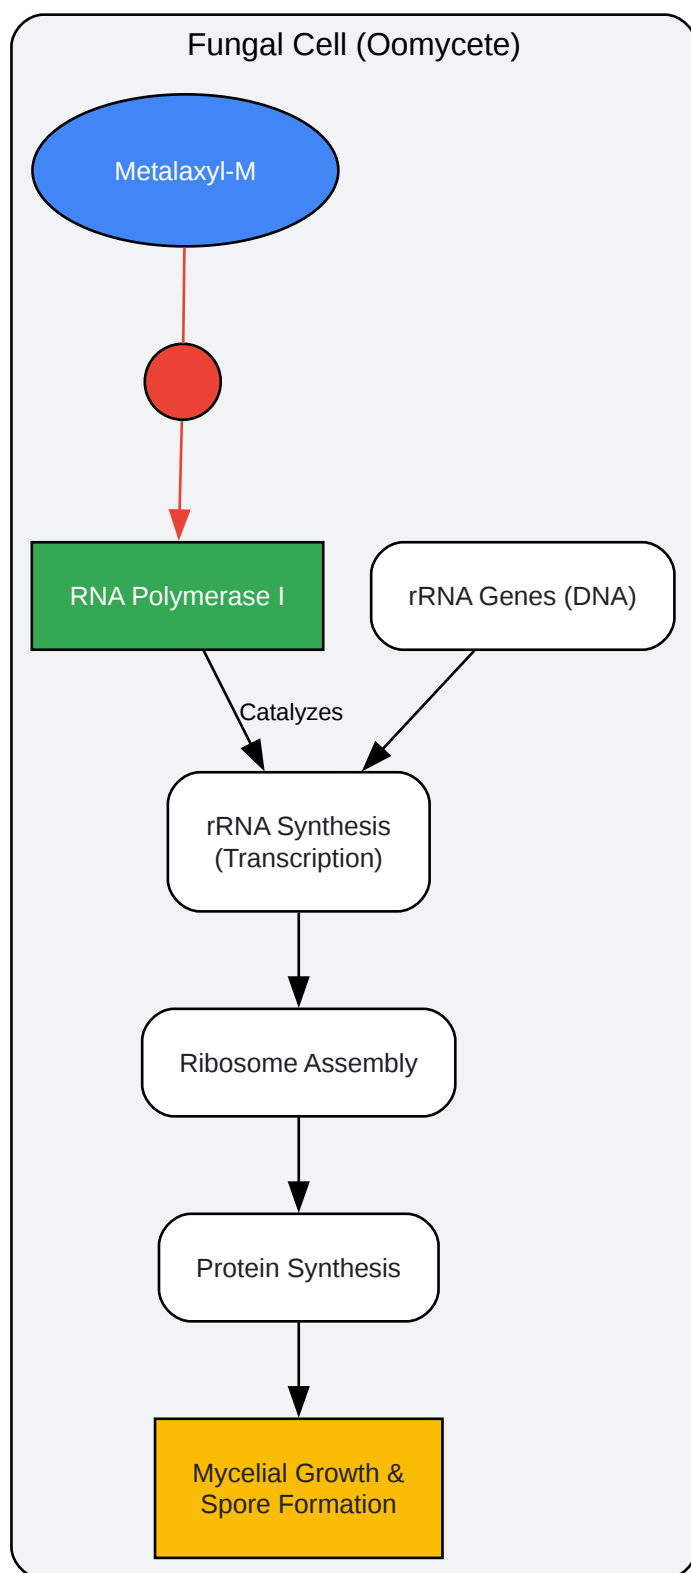 Fungal Cell (Oomycete)
Metalaxyl-M
RNA Polymerase I
rRNA Genes (DNA)
Catalyzes
rRNA Synthesis
(Transcription)
Ribosome Assembly
Protein Synthesis
Mycelial Growth &
Spore Formation